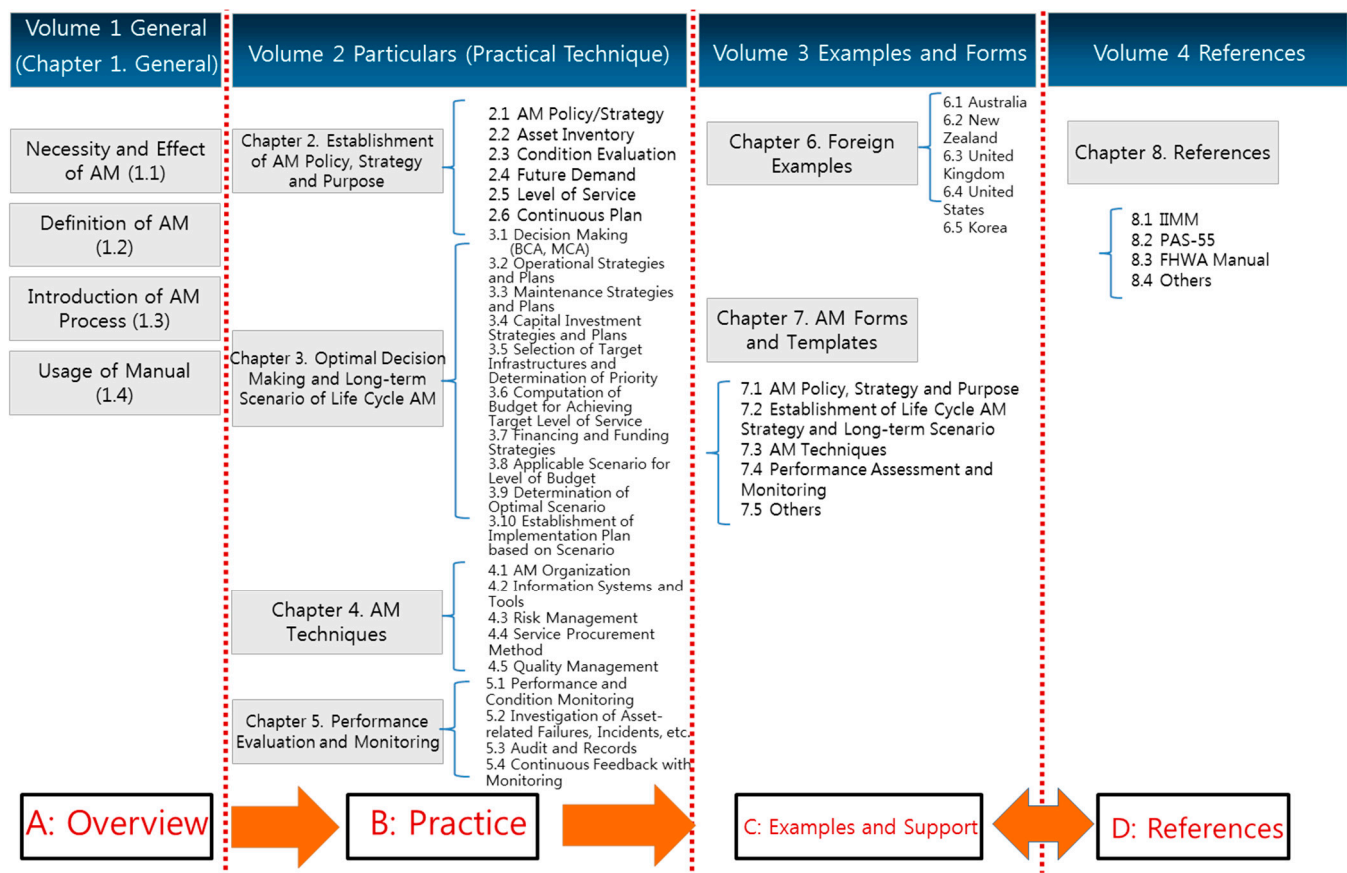 Volume 1 General
(Chapter 1. General)
Necessity and Effect
of AM (1.1)
Definition of AM
(1.2)
Introduction of AM
Process (1.3)
Usage of Manual
(1.4)
Volume 2 Particulars (Practical Technique)
Chapter 2. Establishment
of AM Policy, Strategy
and Purpose
2.1 AM Policy/Strategy
2.2 Asset Inventory
2.3 Condition Evaluation
2.4 Future Demand
2.5 Level of Service
2.6 Continuous Plan
Chapter 3. Optimal Decision
Making and Long-term
Scenario of Life Cycle AM
3.1 Decision Making
(BCA, MCA)
3.2 Operational Strategies
and Plans
3.3 Maintenance Strategies
and Plans
3.4 Capital Investment
Strategies and Plans
3.5 Selection of Target
Infrastructures and
Determination of Priority
3.6 Computation of
Budget for Achieving
Target Level of Service
3.7 Financing and Funding
Strategies
3.8 Applicable Scenario for
Level of Budget
3.9 Determination of
Optimal Scenario
3.10 Establishment of
Implementation Plan
based on Scenario
Chapter 4. AM
Techniques
4.1 AM Organization
4.2 Information Systems and
Tools
4.3 Risk Management
4.4 Service Procurement
Method
4.5 Quality Management
Chapter 5. Performance
Evaluation and Monitoring
5.1 Performance and
Condition Monitoring
5.2 Investigation of Asset-
related Failures, Incidents, etc.
5.3 Audit and Records
5.4 Continuous Feedback with
Monitoring
Volume 3 Examples and Forms
Chapter 6. Foreign
Examples
6.1 Australia
6.2 New
Zealand
6.3 United
Kingdom
6.4 United
States
6.5 Korea
Chapter 7. AM Forms
and Templates
7.1 AM Policy, Strategy and Purpose
7.2 Establishment of Life Cycle AM
Strategy and Long-term Scenario
7.3 AM Techniques
7.4 Performance Assessment and
Monitoring
7.5 Others
Volume 4 References
Chapter 8. References
8.1 IIMM
8.2 PAS-55
8.3 FHWA Manual
8.4 Others
A: Overview
B: Practice
C: Examples and Support
D: References